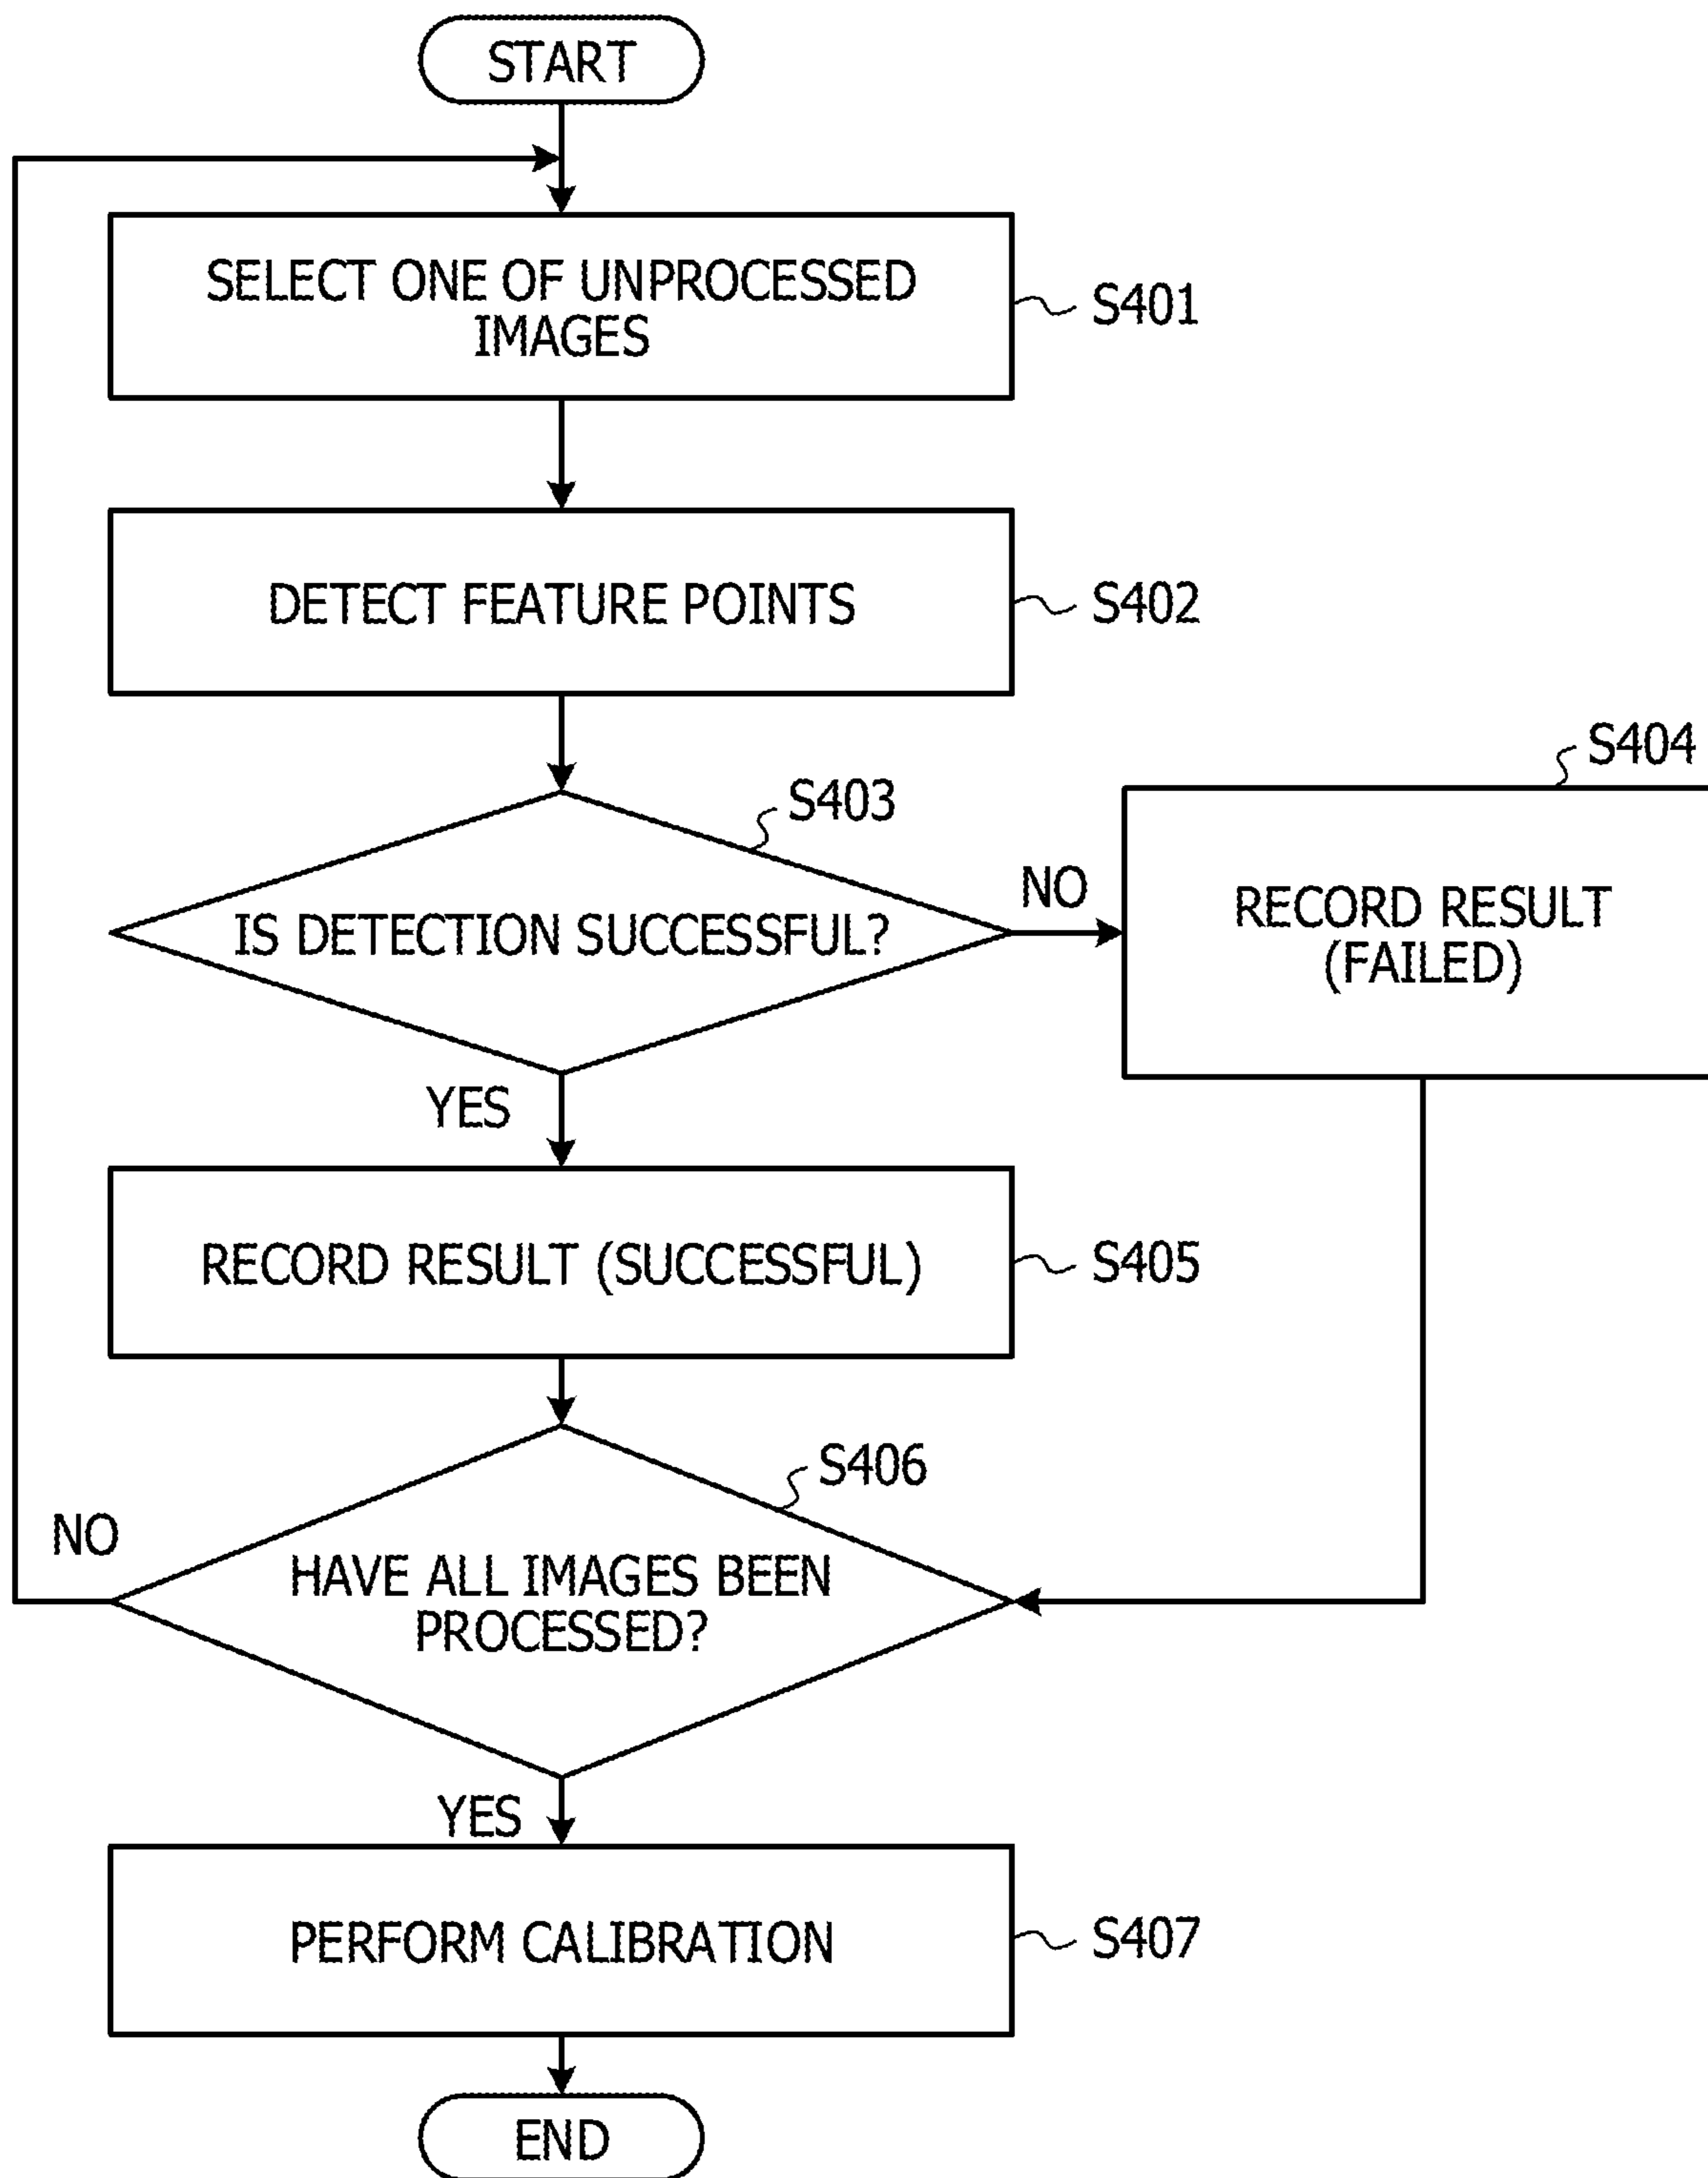 START
SELECT ONE OF UNPROCESSED
IMAGES
S401
DETECT FEATURE POINTS
S402
S403
IS DETECTION SUCCESSFUL?
NO
S404
RECORD RESULT
(FAILED)
YES
RECORD RESULT (SUCCESSFUL)
S405
S406
HAVE ALL IMAGES BEEN
PROCESSED?
NO
YES
PERFORM CALIBRATION
S407
END